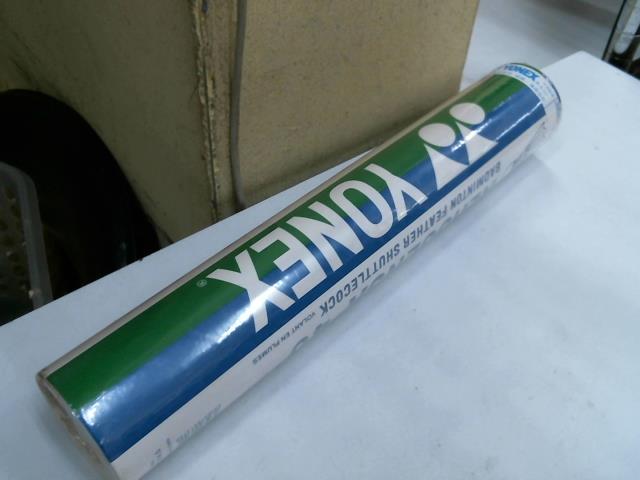 YONEX
YONEX®
BADMINTON FEATHER SHUTTLECOCK VOLANT EN PLUMES